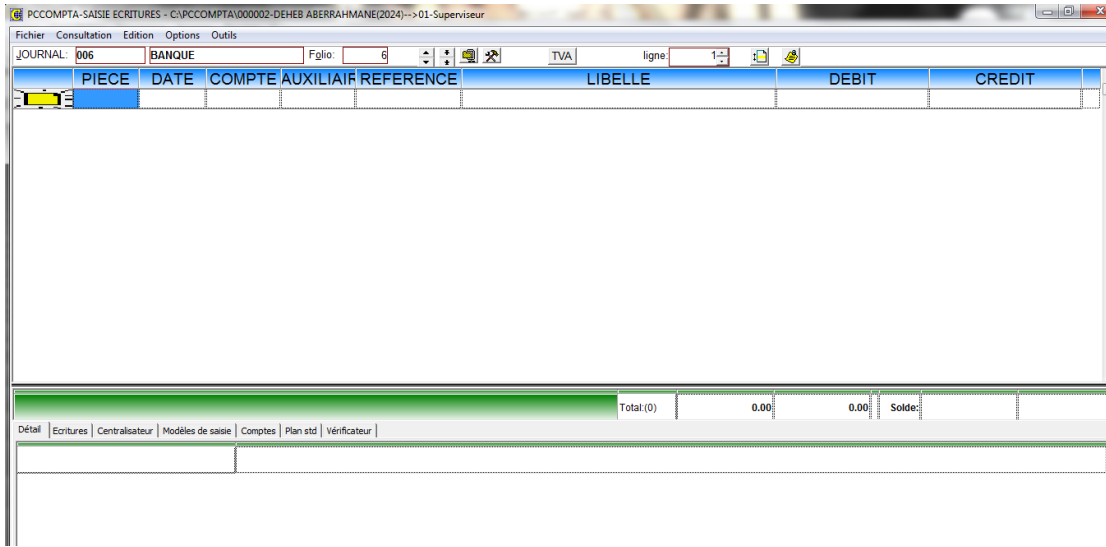 PCCOMPTA-SAISIE ECRITURES - C:\PCCOMPTA\000002-DEHEB ABERRAHMANE(2024)-->01-Superviseur
Fichier Consultation Edition Options Outils
JOURNAL: 006 BANQUE Folio: 6 TVA ligne: 1
PIECE DATE COMPTE AUXILIAIR REFERENCE LIBELLE DEBIT CREDIT
Total:(0) 0.00 0.00 Solde:
Détail Ecritures Centralisateur Modèles de saisie Comptes Plan std Vérificateur